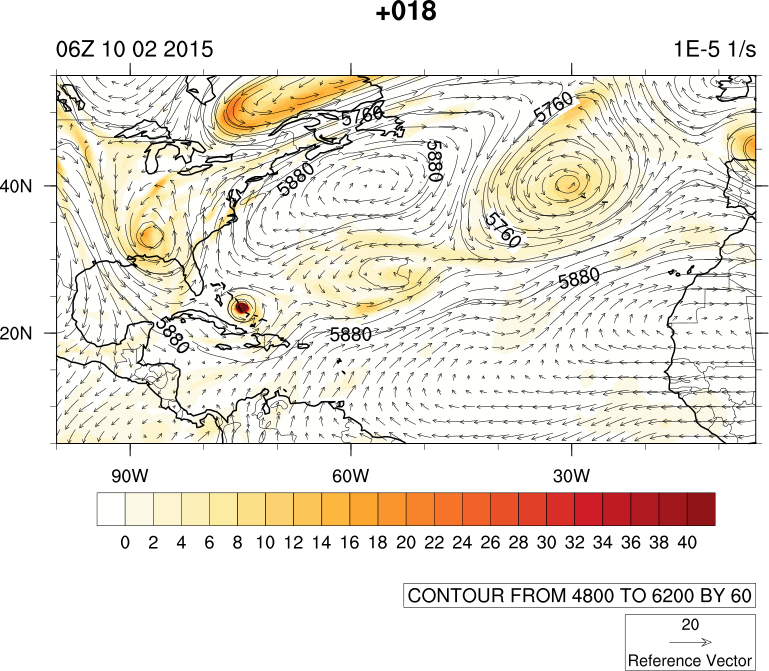 +018
06Z 10 02 2015 1E-5 1/s
5760 5760
5880 5880
40N
5760
5880
5880 5880
20N
90W 60W 30W
0 2 4 6 8 10 12 14 16 18 20 22 24 26 28 30 32 34 36 38 40
CONTOUR FROM 4800 TO 6200 BY 60
20
Reference Vector